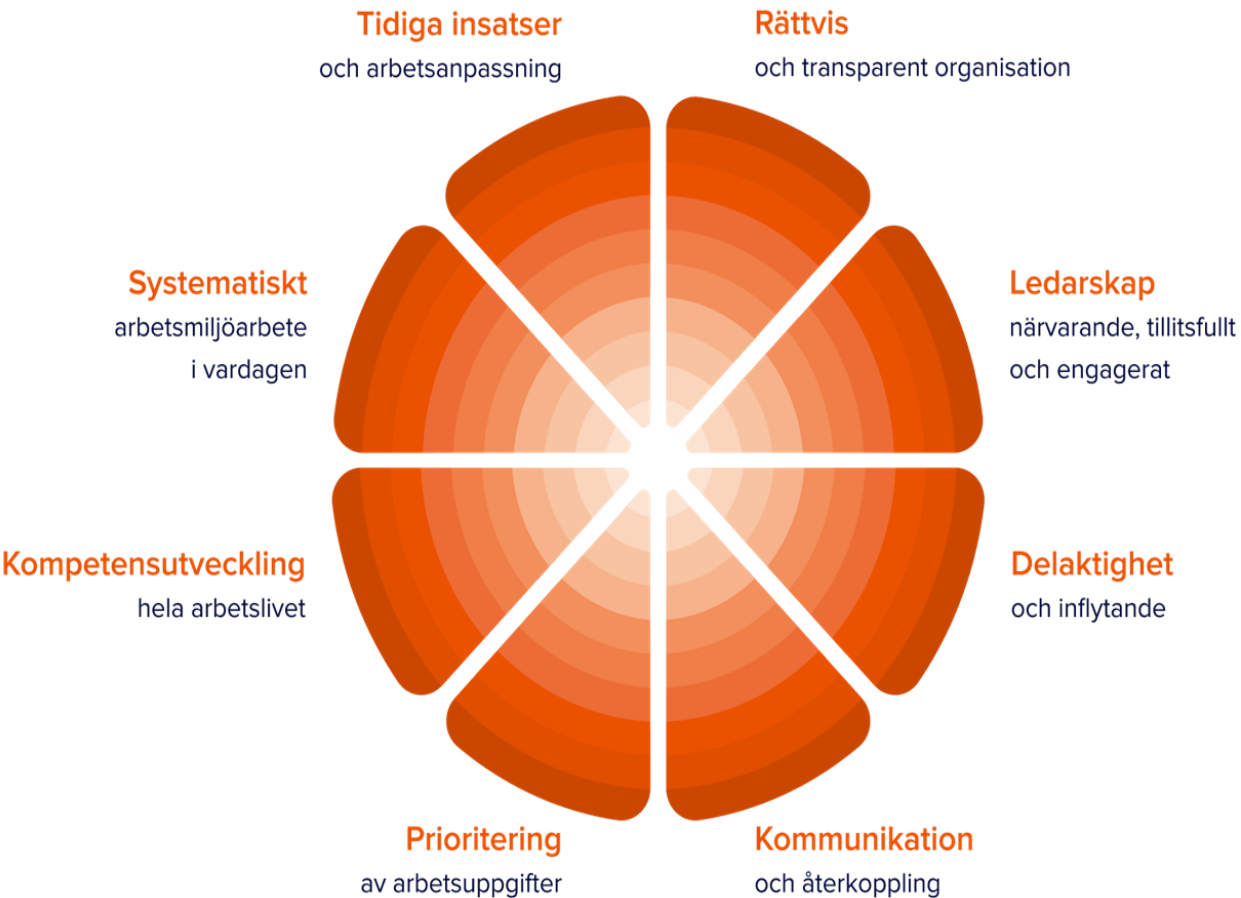 Tidiga insatser
och arbetsanpassning
Rättvis
och transparent organisation
Ledarskap
närvarande, tillitsfullt
och engagerat
Delaktighet
och inflytande
Kommunikation
och återkoppling
Prioritering
av arbetsuppgifter
Kompetensutveckling
hela arbetslivet
Systematiskt
arbetsmiljöarbete
i vardagen